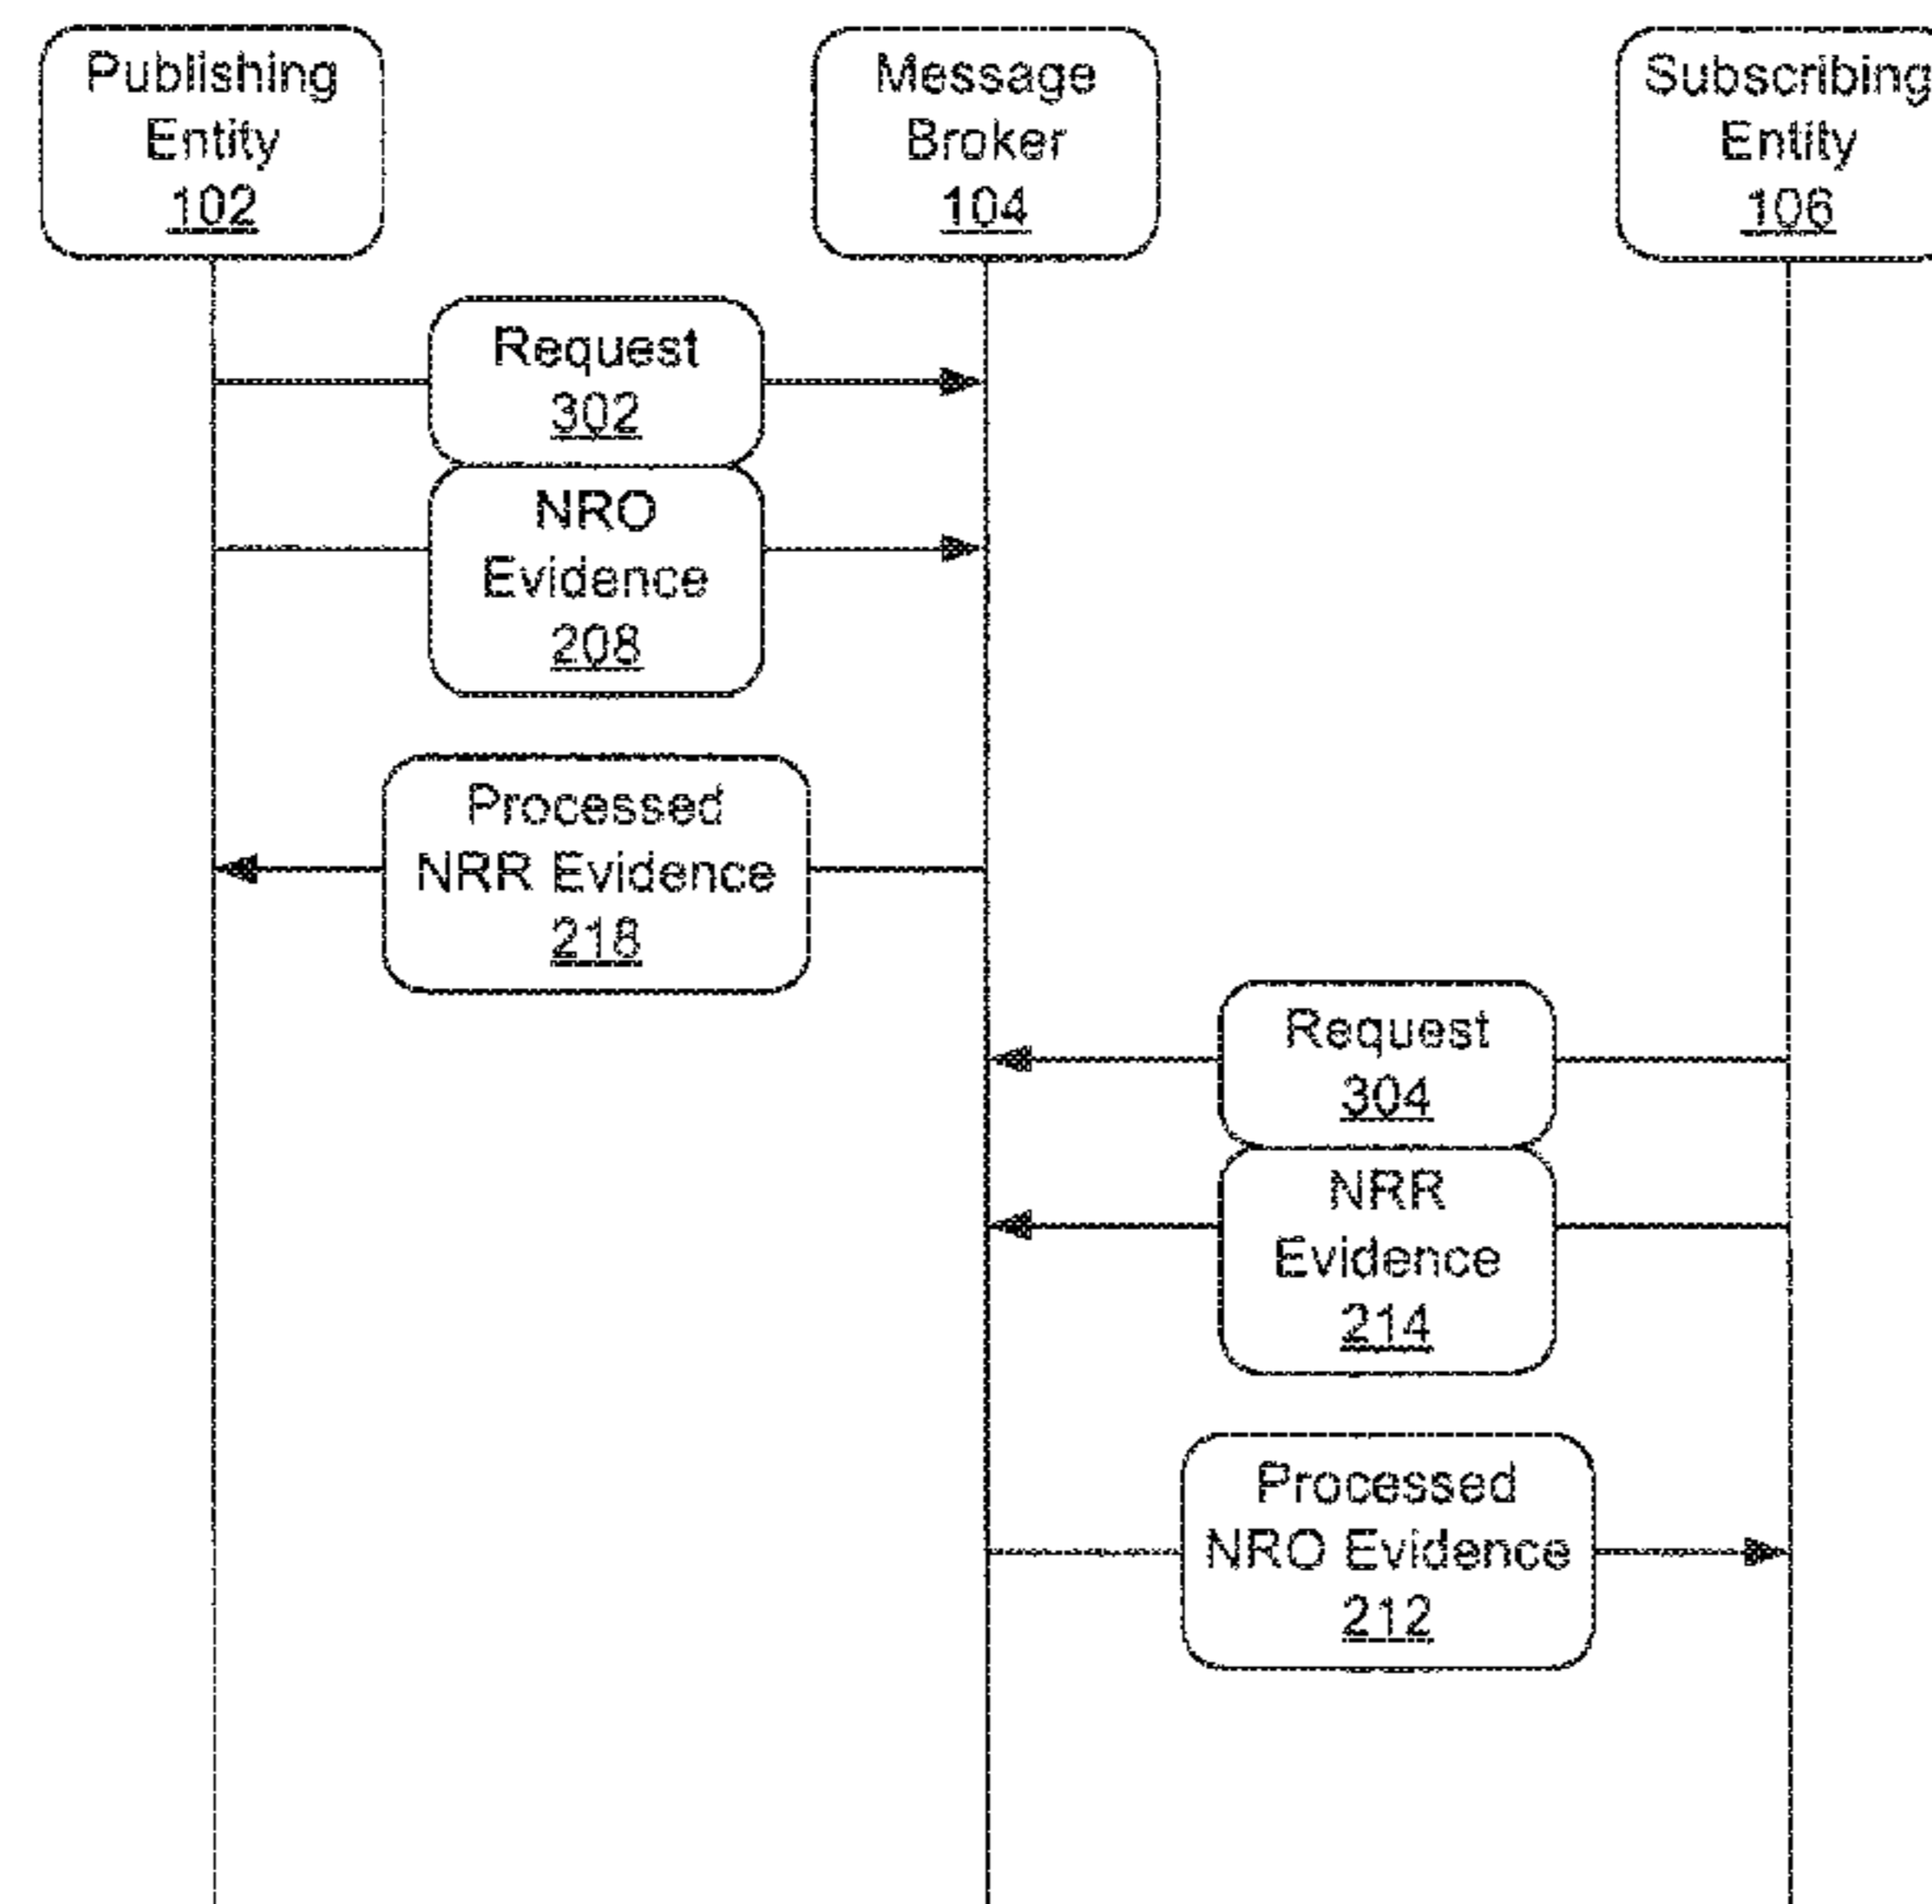 Publishing
Entity
102
Message
Broker
104
Subscribing
Entity
106
Request
302
NRO
Evidence
208
Processed
NRR Evidence
218
Request
304
NRR
Evidence
214
Processed
NRO Evidence
212